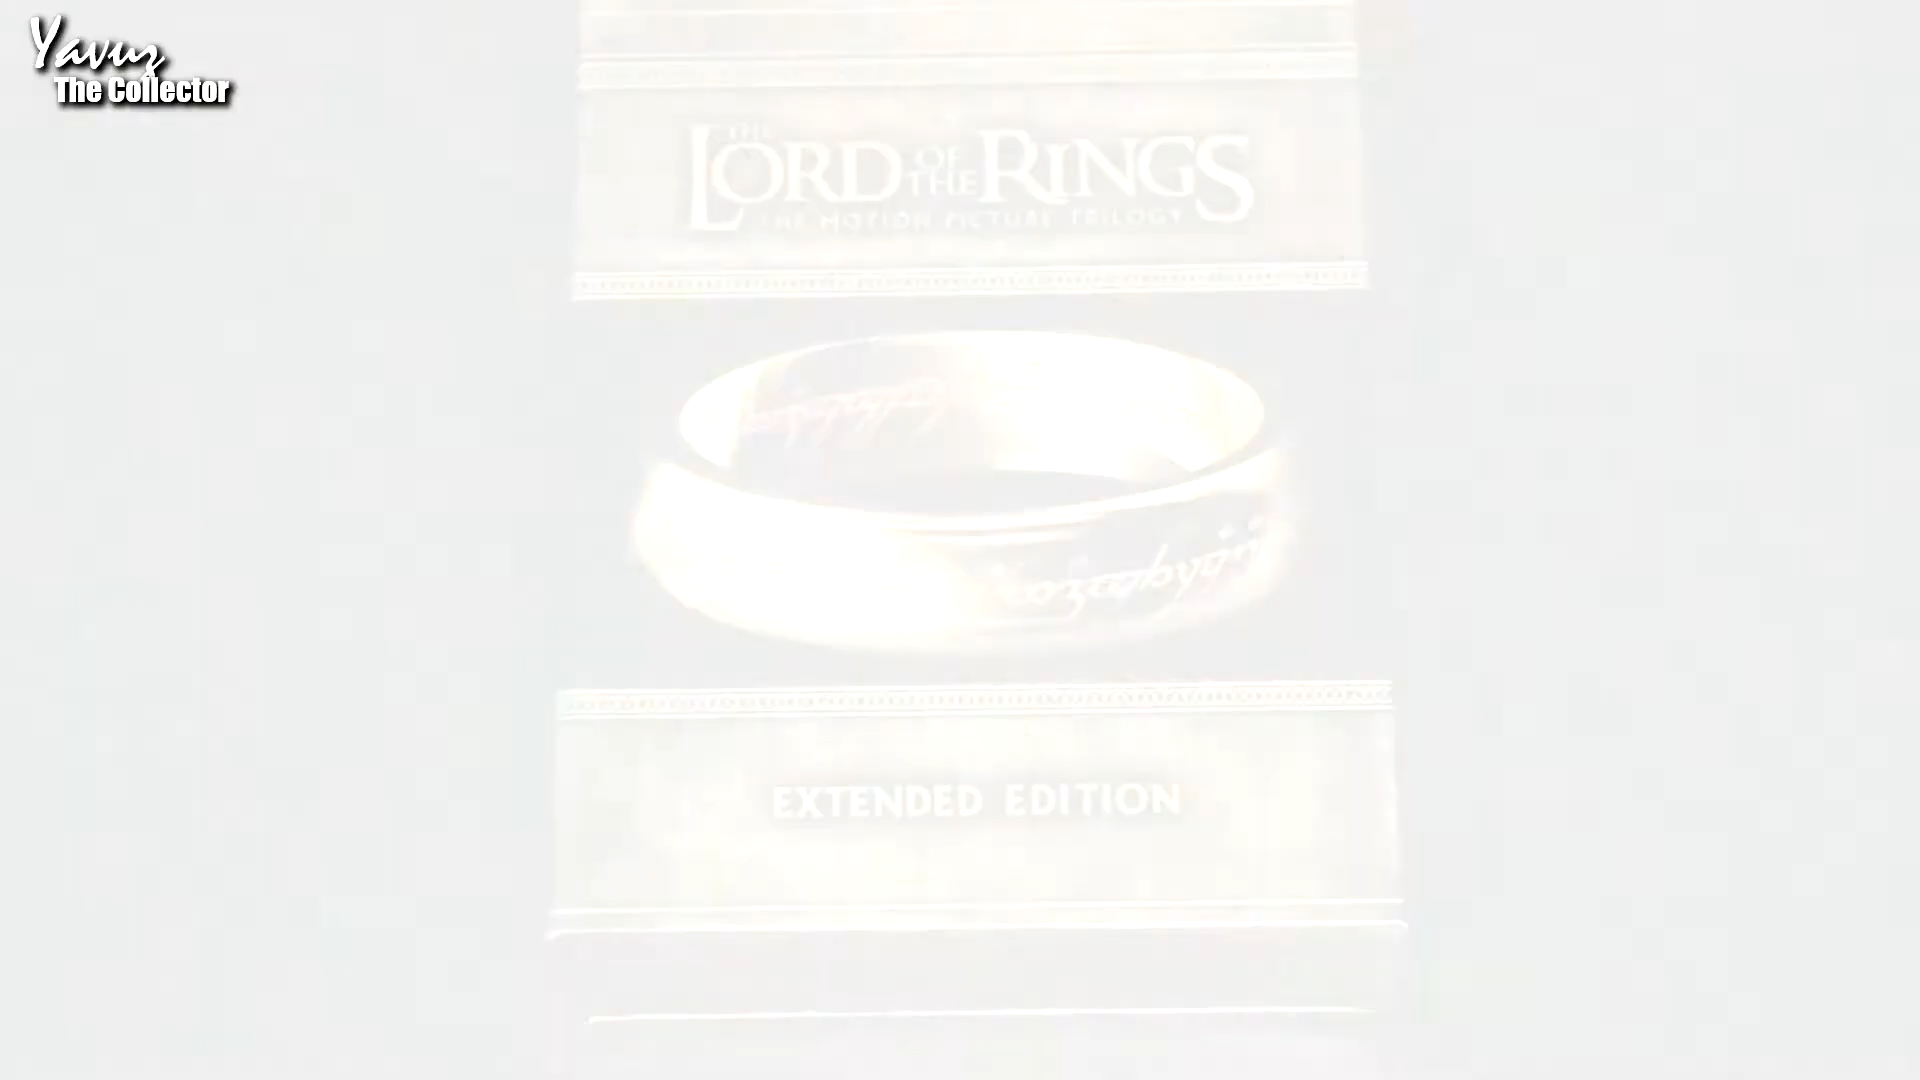 Yavuz
The Collector
THE
LORD OF THE RINGS
THE MOTION PICTURE TRILOGY
EXTENDED EDITION